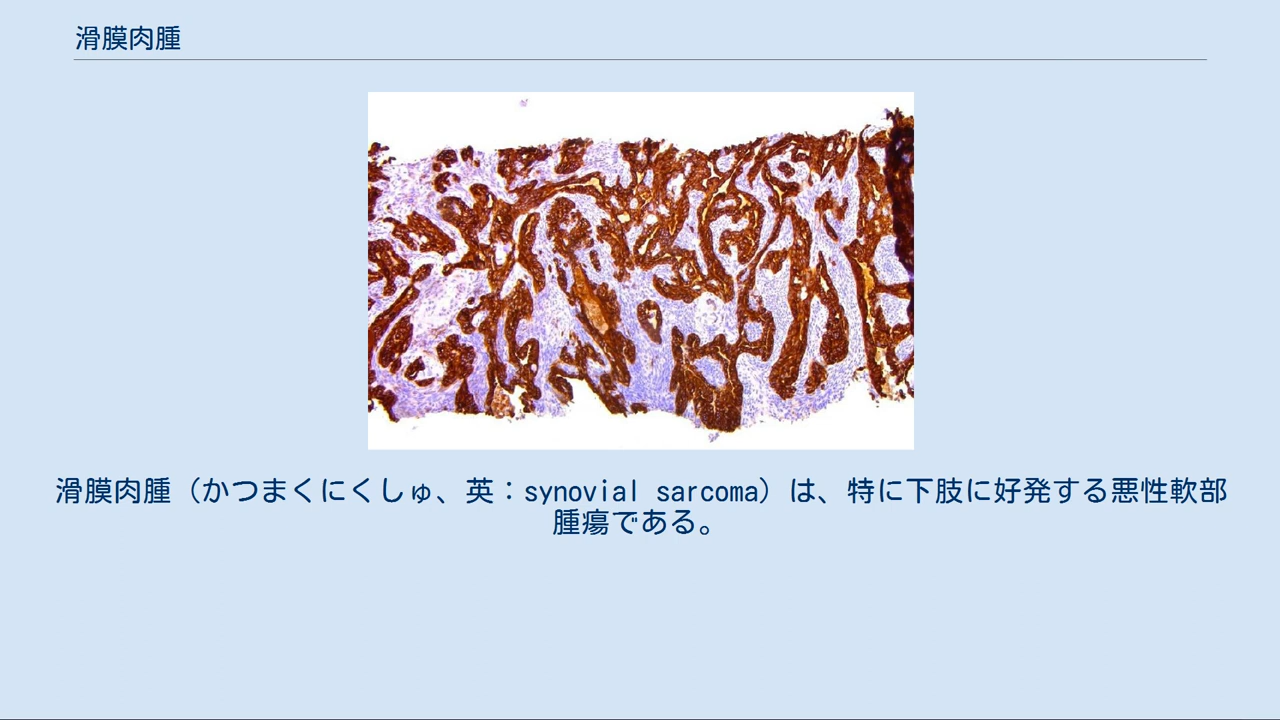 滑膜肉腫
滑膜肉腫（かつまくにくしゅ、英：synovial sarcoma）は、特に下肢に好発する悪性軟部
腫瘍である。